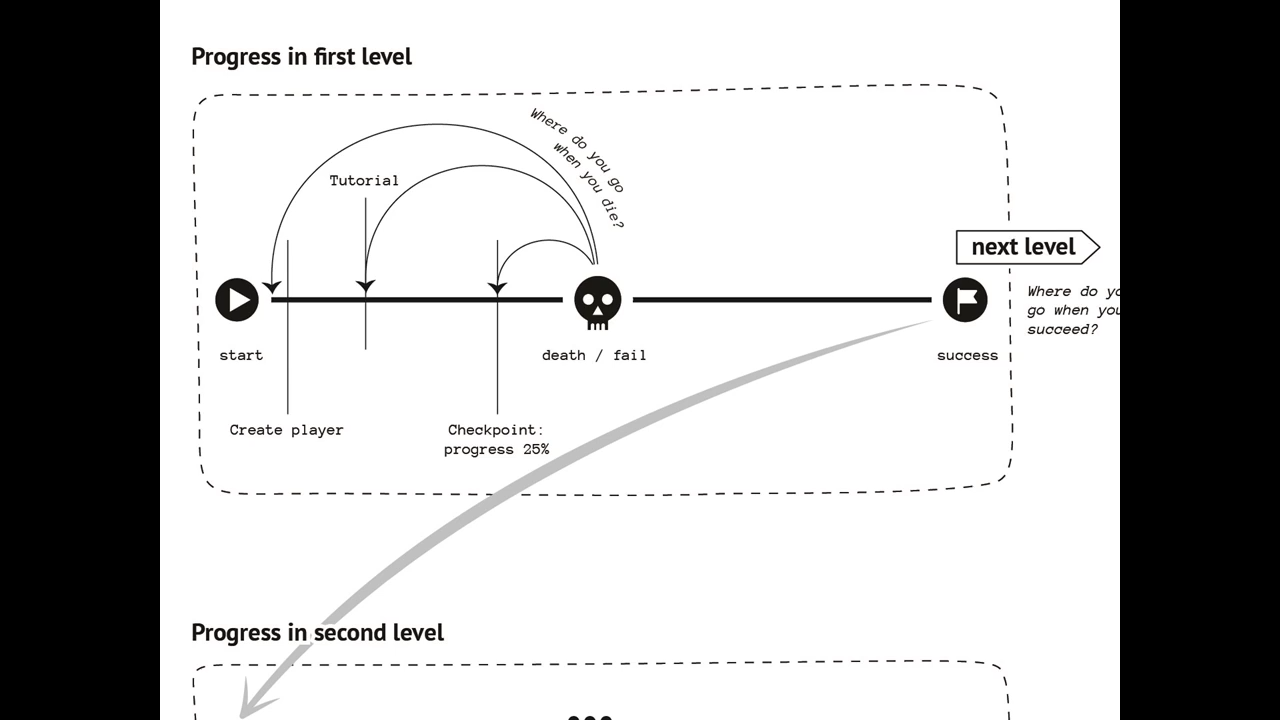 Progress in first level
Where do you go
when you die?
Tutorial
next level
Where do yo
go when you
succeed?
start
death / fail
success
Create player
Checkpoint:
progress 25%
Progress in second level